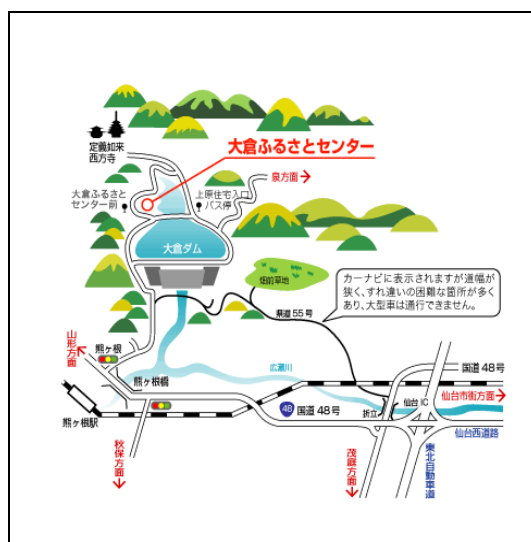 定義如来
西方寺
大倉ふるさとセンター
泉方面→
大倉ふるさと
センター前
上原住宅入口
バス停
大倉ダム
畑前草地
カーナビに表示されますが道幅が
狭く、すれ違いの困難な箇所が多く
あり、大型車は通行できません。
県道55号
山形方面
熊ヶ根
熊ヶ根橋
広瀬川
国道48号
仙台市街方面→
熊ヶ根駅
48 国道48号
折立
仙台IC
仙台西道路
秋保方面
茂庭方面
東北自動車道